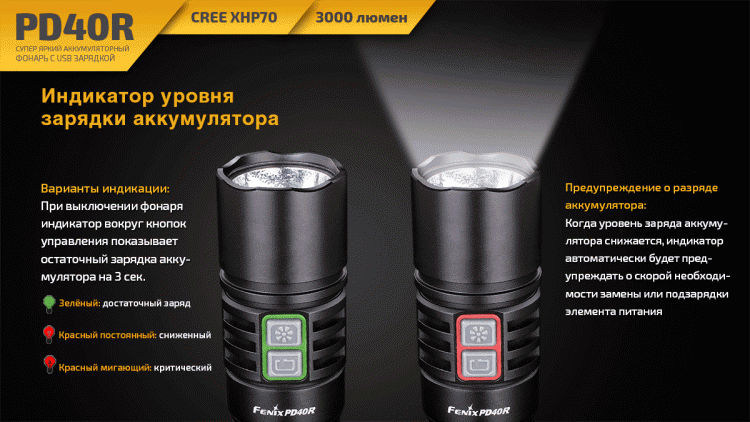 PD40R
СУПЕР ЯРКИЙ АККУМУЛЯТОРНЫЙ
ФОНАРЬ С USB ЗАРЯДКОЙ
CREE XHP70
3000 люмен
Индикатор уровня
зарядки аккумулятора
Варианты индикации:
При выключении фонаря
индикатор вокруг кнопок
управления показывает
остаточный зарядка акку-
мулятора на 3 сек.
Зелёный: достаточный заряд
Красный постоянный: сниженный
Красный мигающий: критический
Предупреждение о разряде
аккумулятора:
Когда уровень заряда аккуму-
лятора снижается, индикатор
автоматически будет пред-
упреждать о скорой необходи-
мости замены или подзарядки
элемента питания
FENIX PD40R
FENIX PD40R